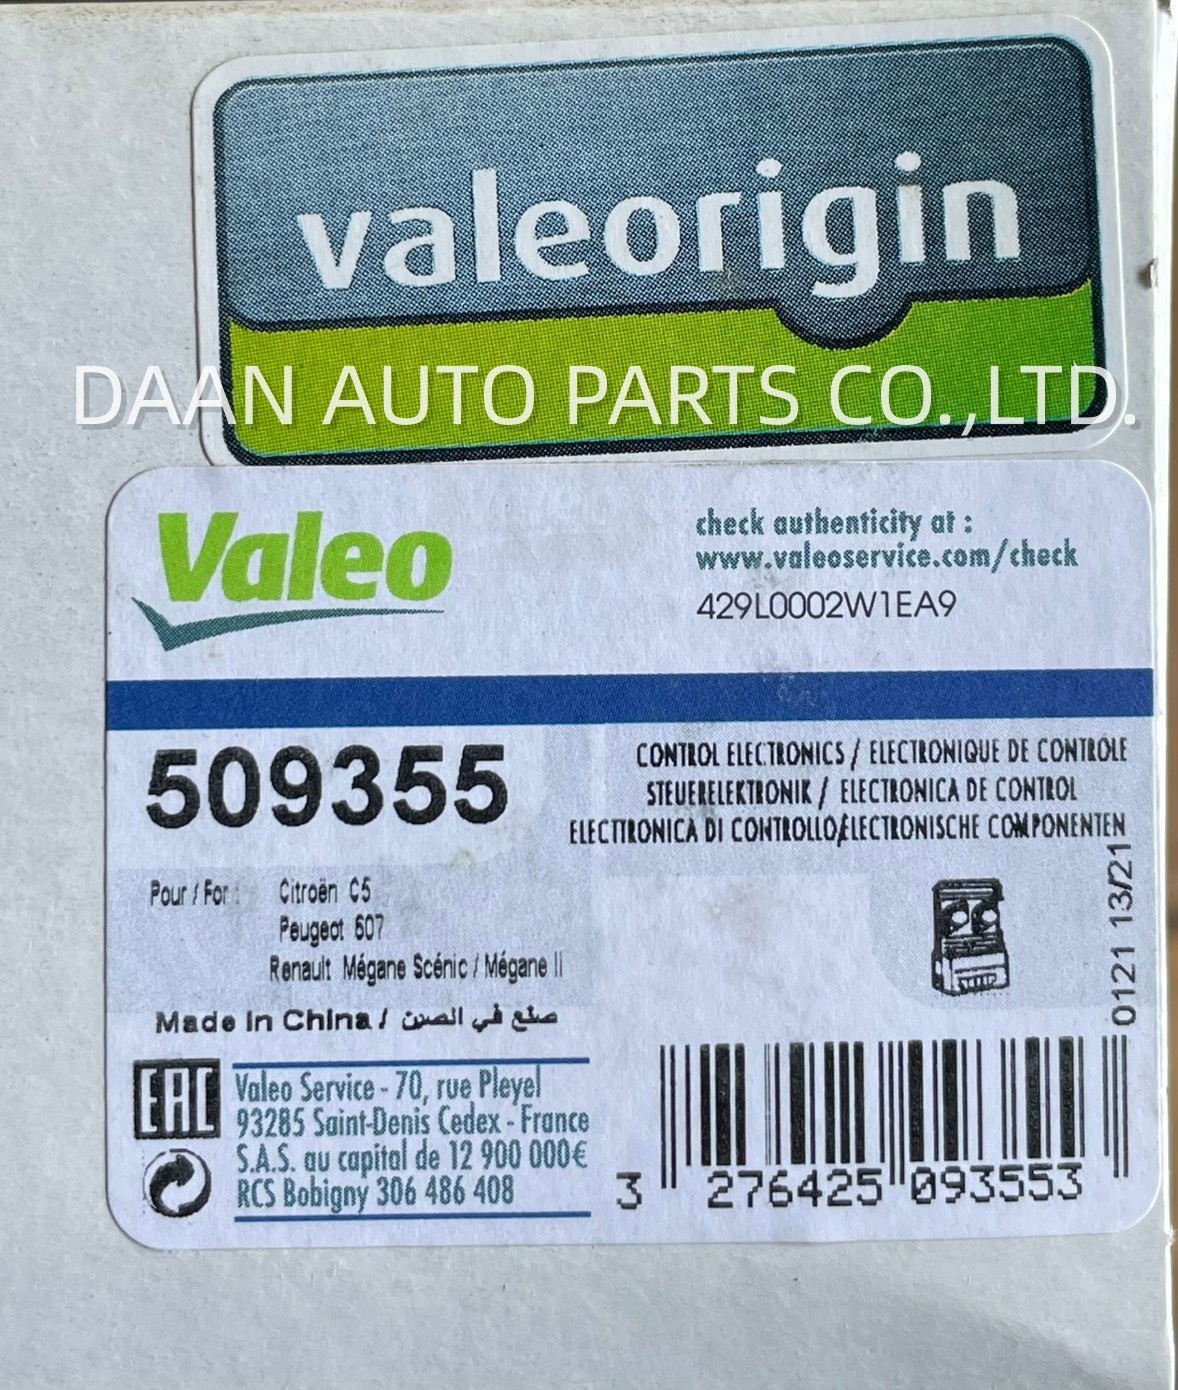 valeorigin
DAAN AUTO PARTS CO.,LTD.
Valeo
check authenticity at :
www.valeoservice.com/check
429L0002W1EA9
509355
CONTROL ELECTRONICS / ELECTRONIQUE DE CONTRÔLE
STEUERELEKTRONIK / ELECTRONICA DE CONTROL
ELECTTRONICA DI CONTROLLO/ELECTRONISCHE COMPONENTEN
Pour / For : Citroën C5
Peugeot 607
Renault Mégane Scénic / Mégane II
Made In China / صنع في الصين
0121 13/21
EAC
Valeo Service - 70, rue Pleyel
93285 Saint-Denis Cedex - France
S.A.S. au capital de 12 900 000€
RCS Bobigny 306 486 408
3 276425 093553